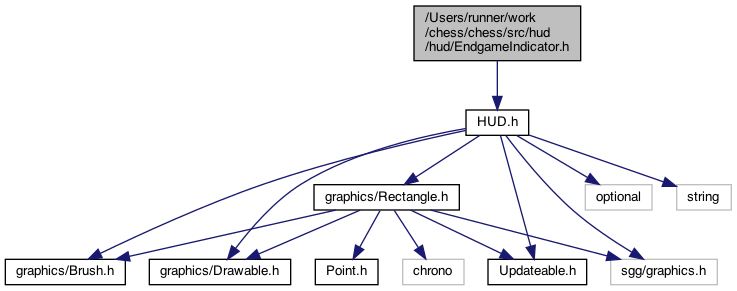 /Users/runner/work
/chess/chess/src/hud
/hud/EndgameIndicator.h
HUD.h
graphics/Rectangle.h
optional
string
graphics/Brush.h
graphics/Drawable.h
Point.h
chrono
Updateable.h
sgg/graphics.h